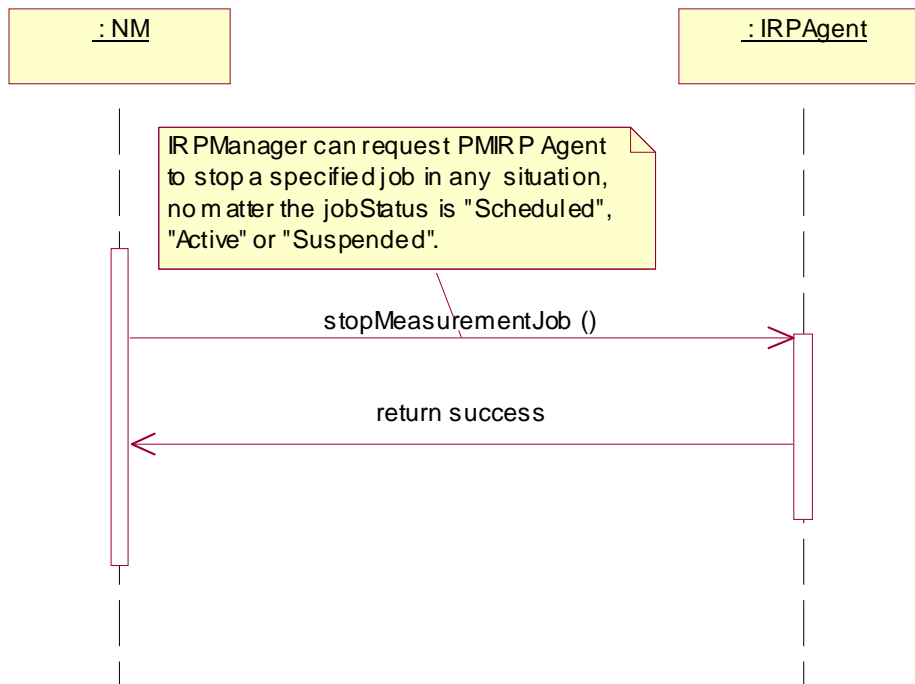 : NM
: IRPAgent
IRPManager can request PMIRP Agent
to stop a specified job in any situation,
no matter the jobStatus is "Scheduled",
"Active" or "Suspended".
stopMeasurementJob ()
return success